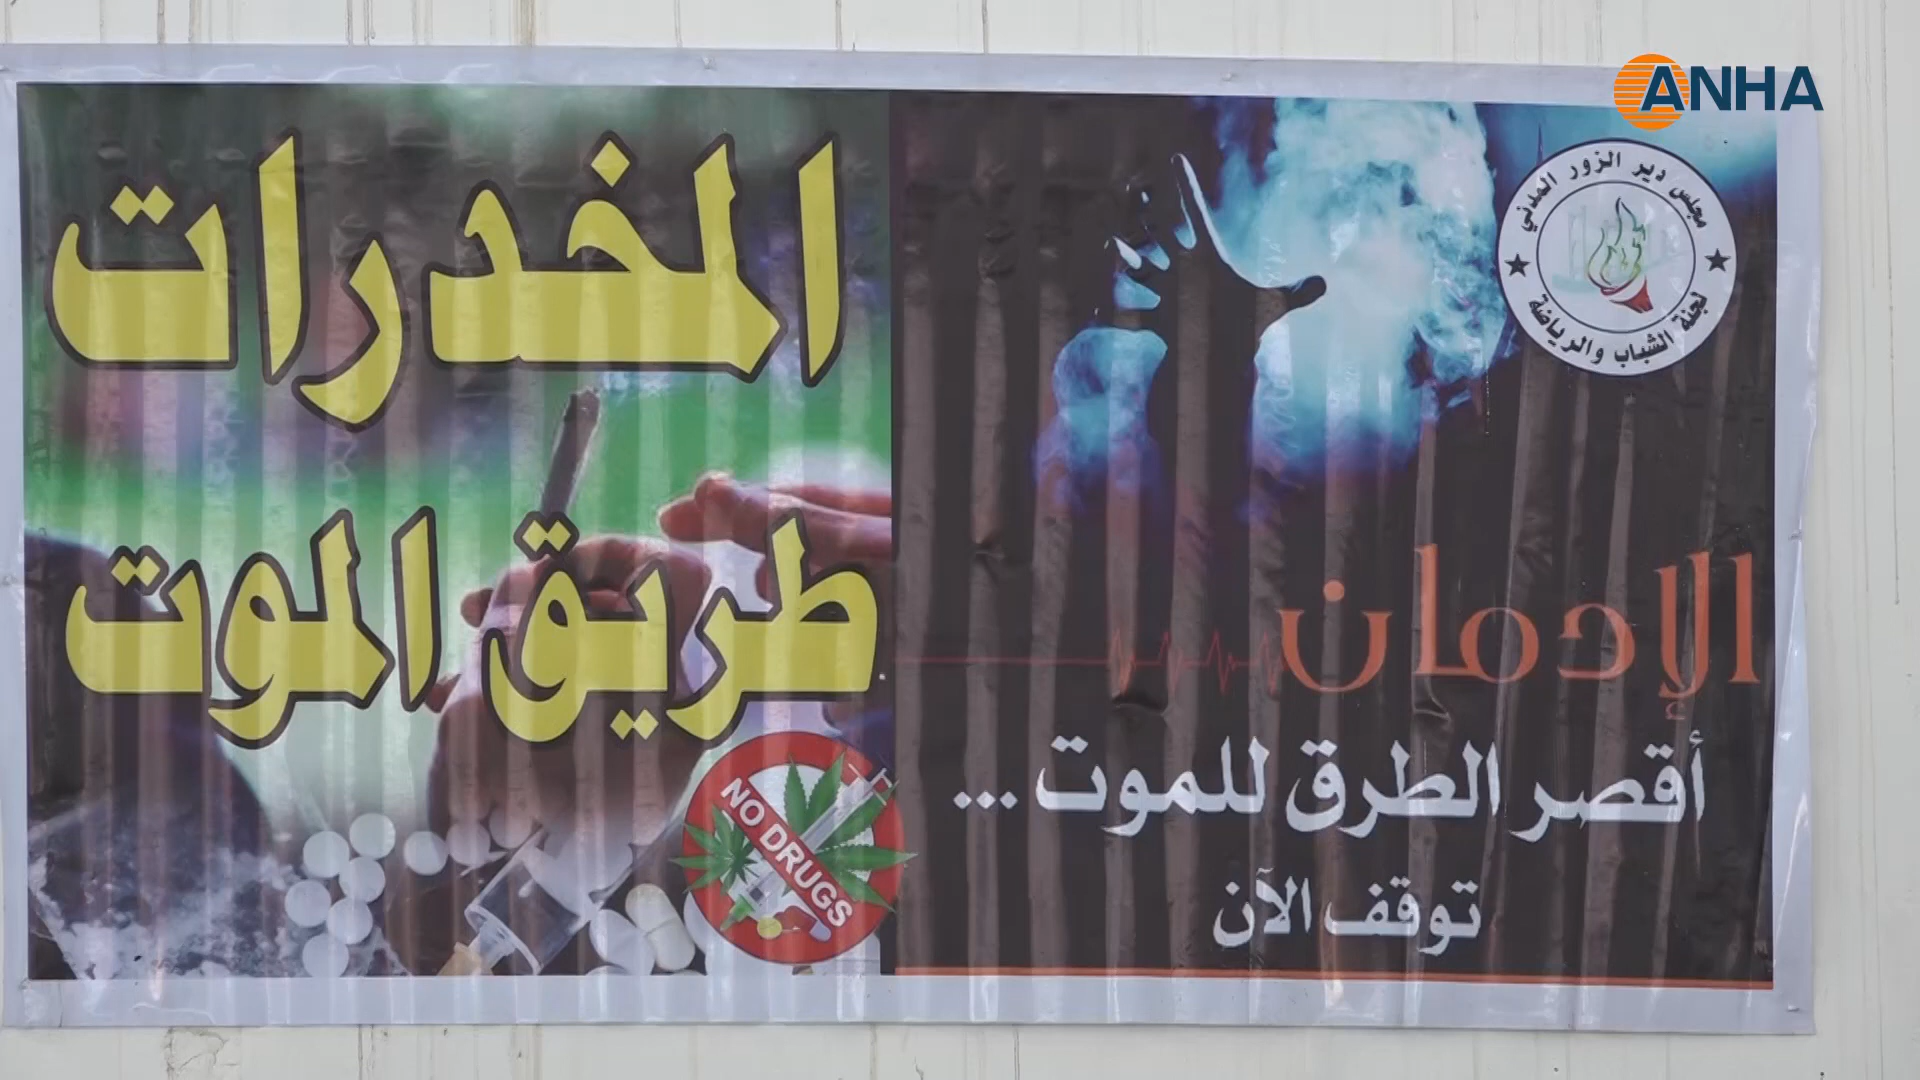 ANHA
مجلس دير الزور المدني
لجنة الشباب والرياضة
الإدمان
أقصر الطرق للموت ...
توقف الآن
المخدرات
طريق الموت
NO DRUGS